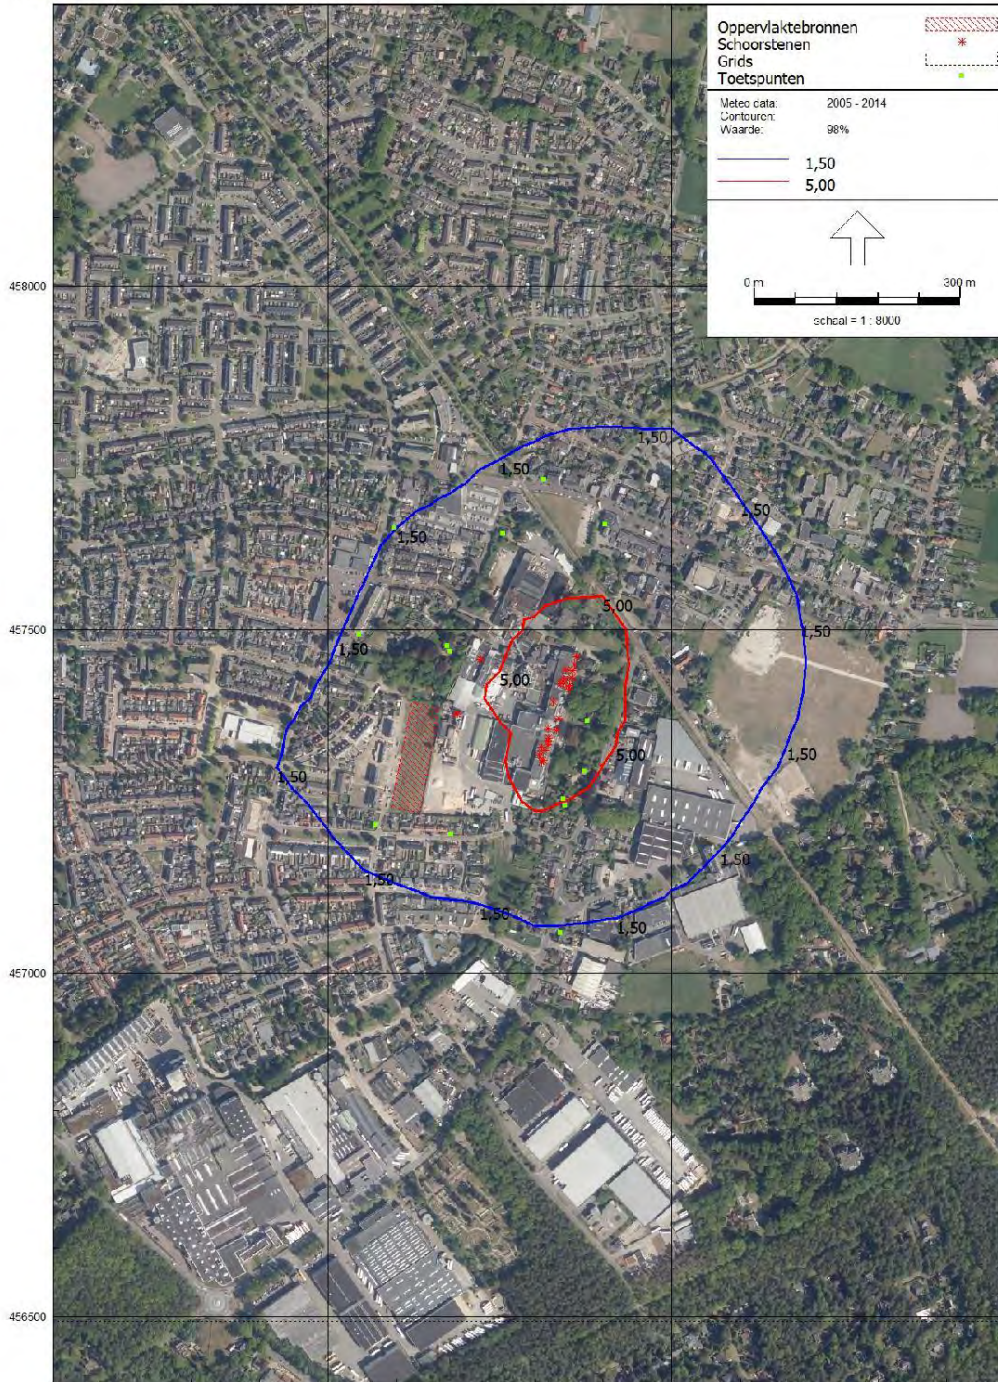 Oppervlaktebronnen
Schoorstenen
Grids
Toetspunten
Meteo data: 2005 - 2014
Contouren:
Waarde: 98%
1,50
5,00
0 m 300 m
schaal = 1 : 8000
458000
1,50
1,50
1,50
1,50
5,00
457500
1,50
1,50
5,00
5,00
1,50
1,50
1,50
1,50
1,50
1,50
457000
456500